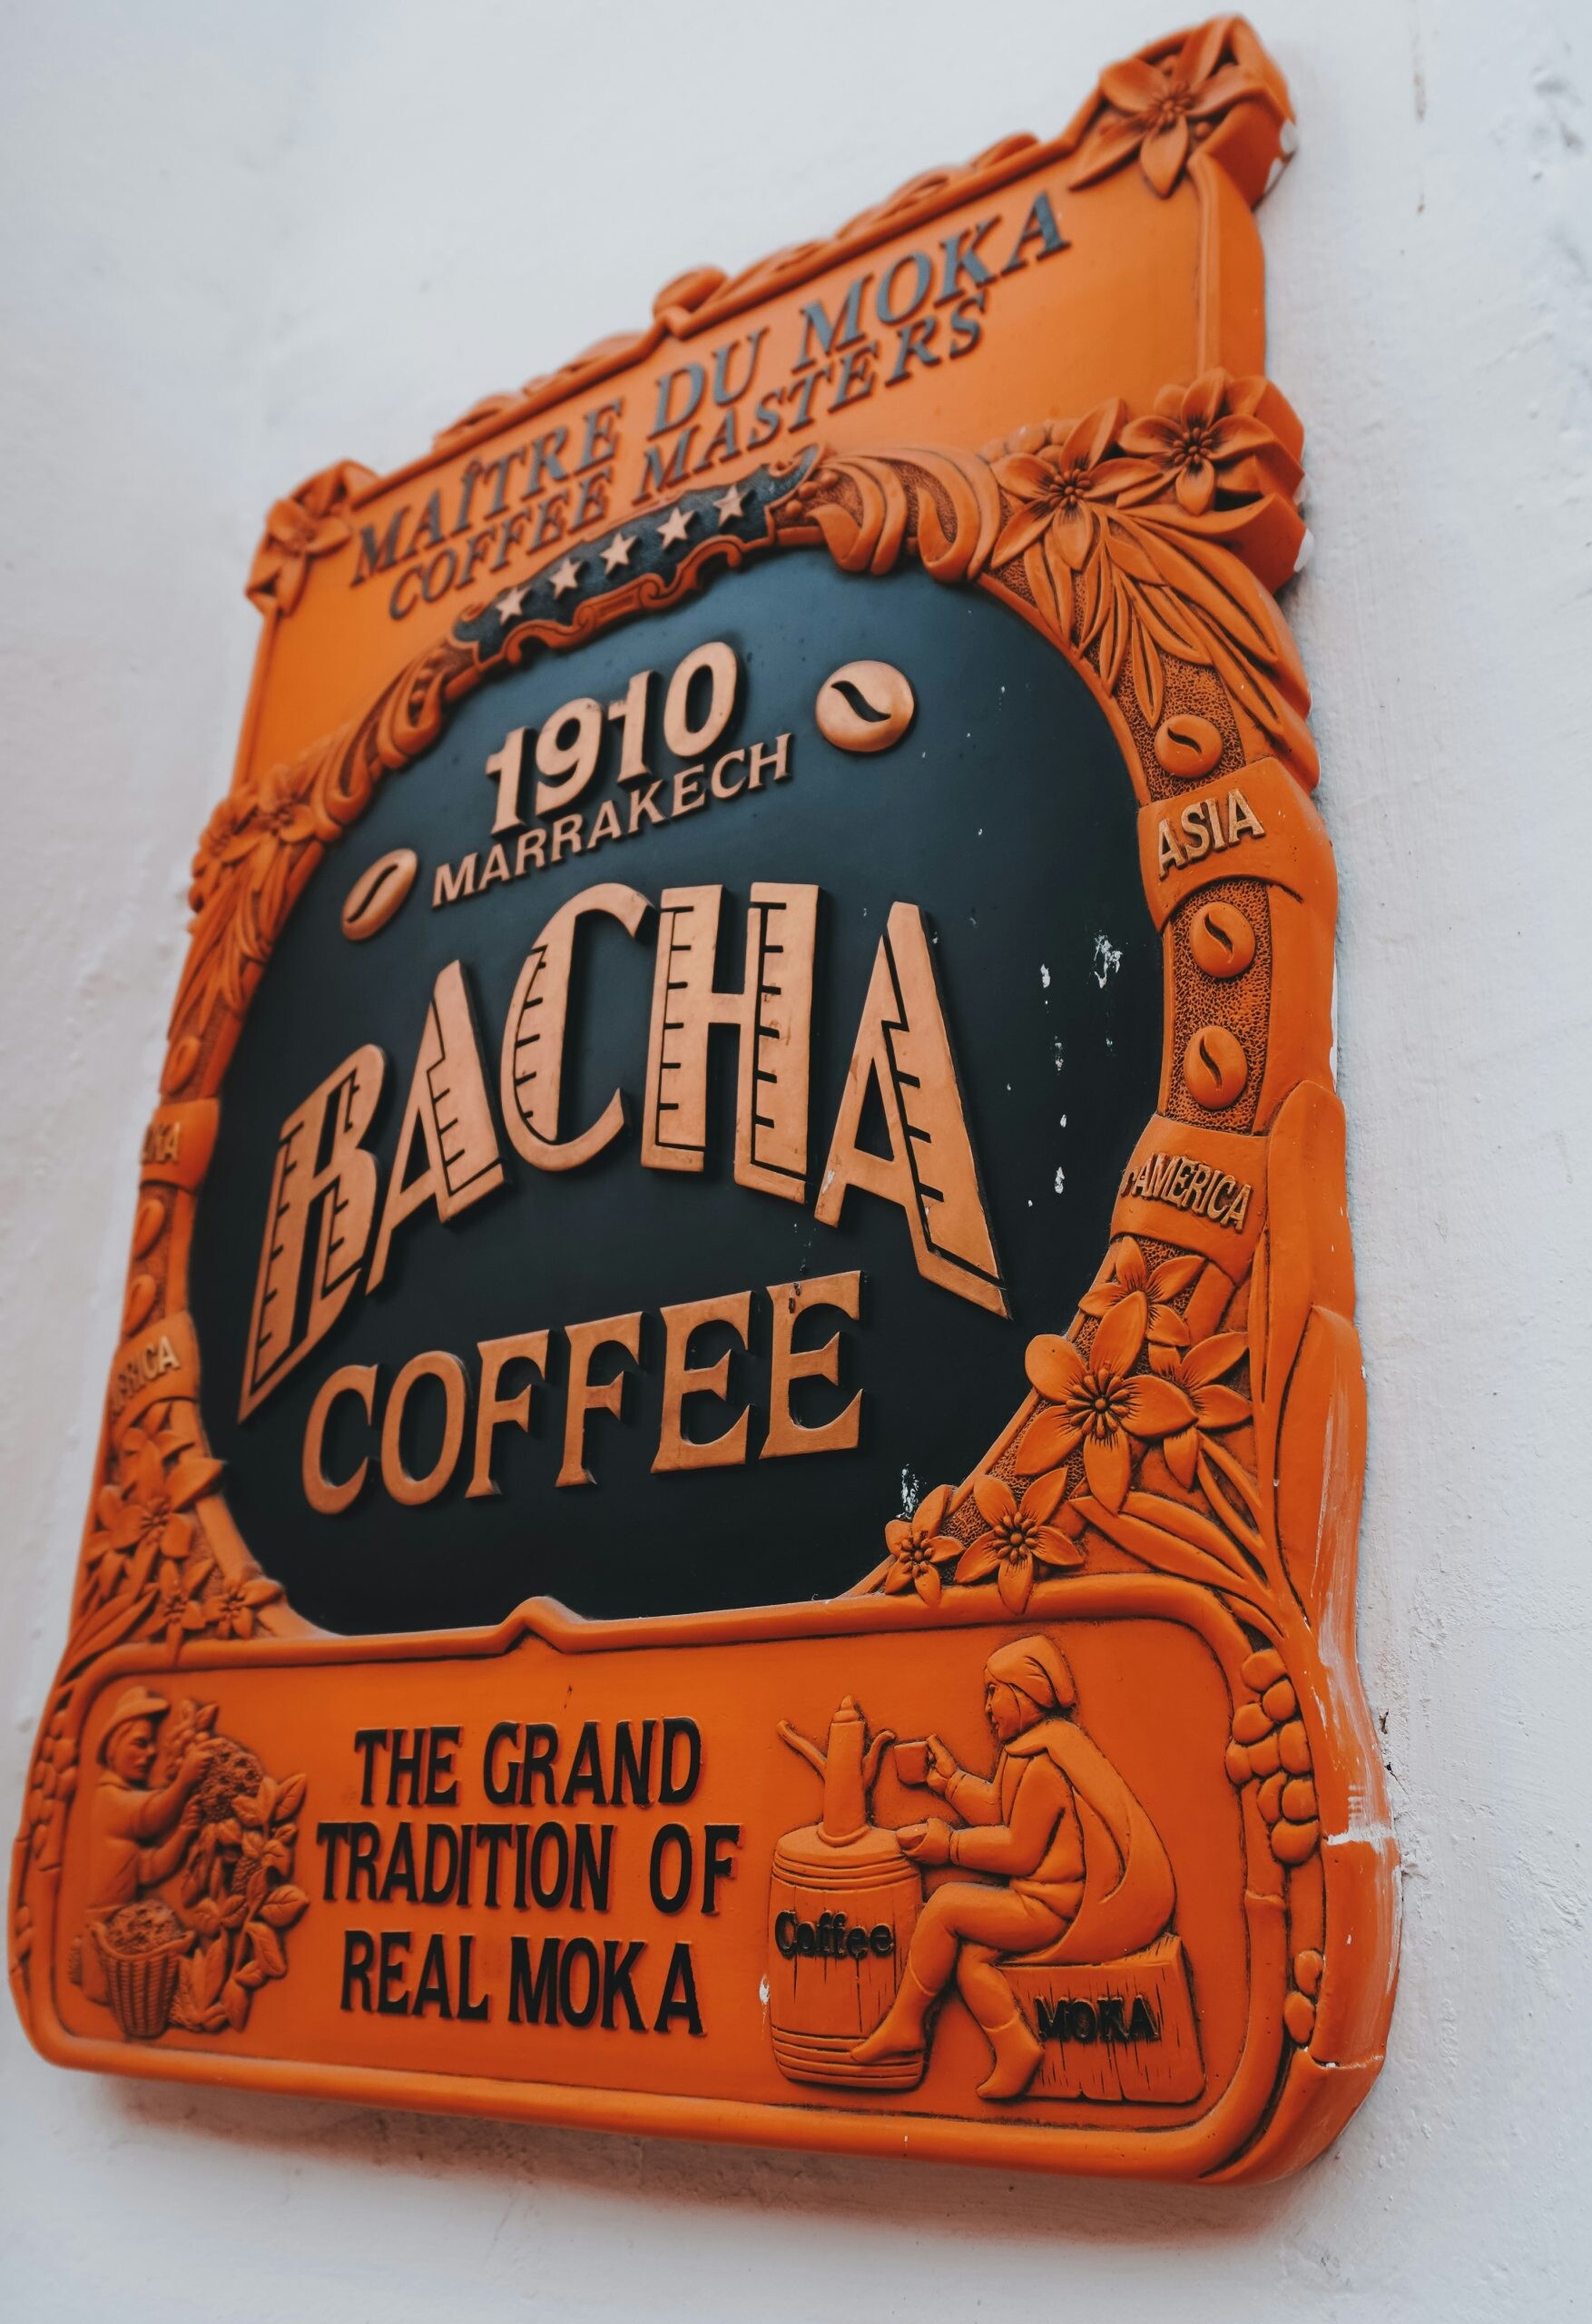 MAÎTRE DU MOKA
COFFEE MASTERS
1910
MARRAKECH
BACHA
COFFEE
ASIA
AMERICA
THE GRAND
TRADITION OF
REAL MOKA
Coffee
MOKA